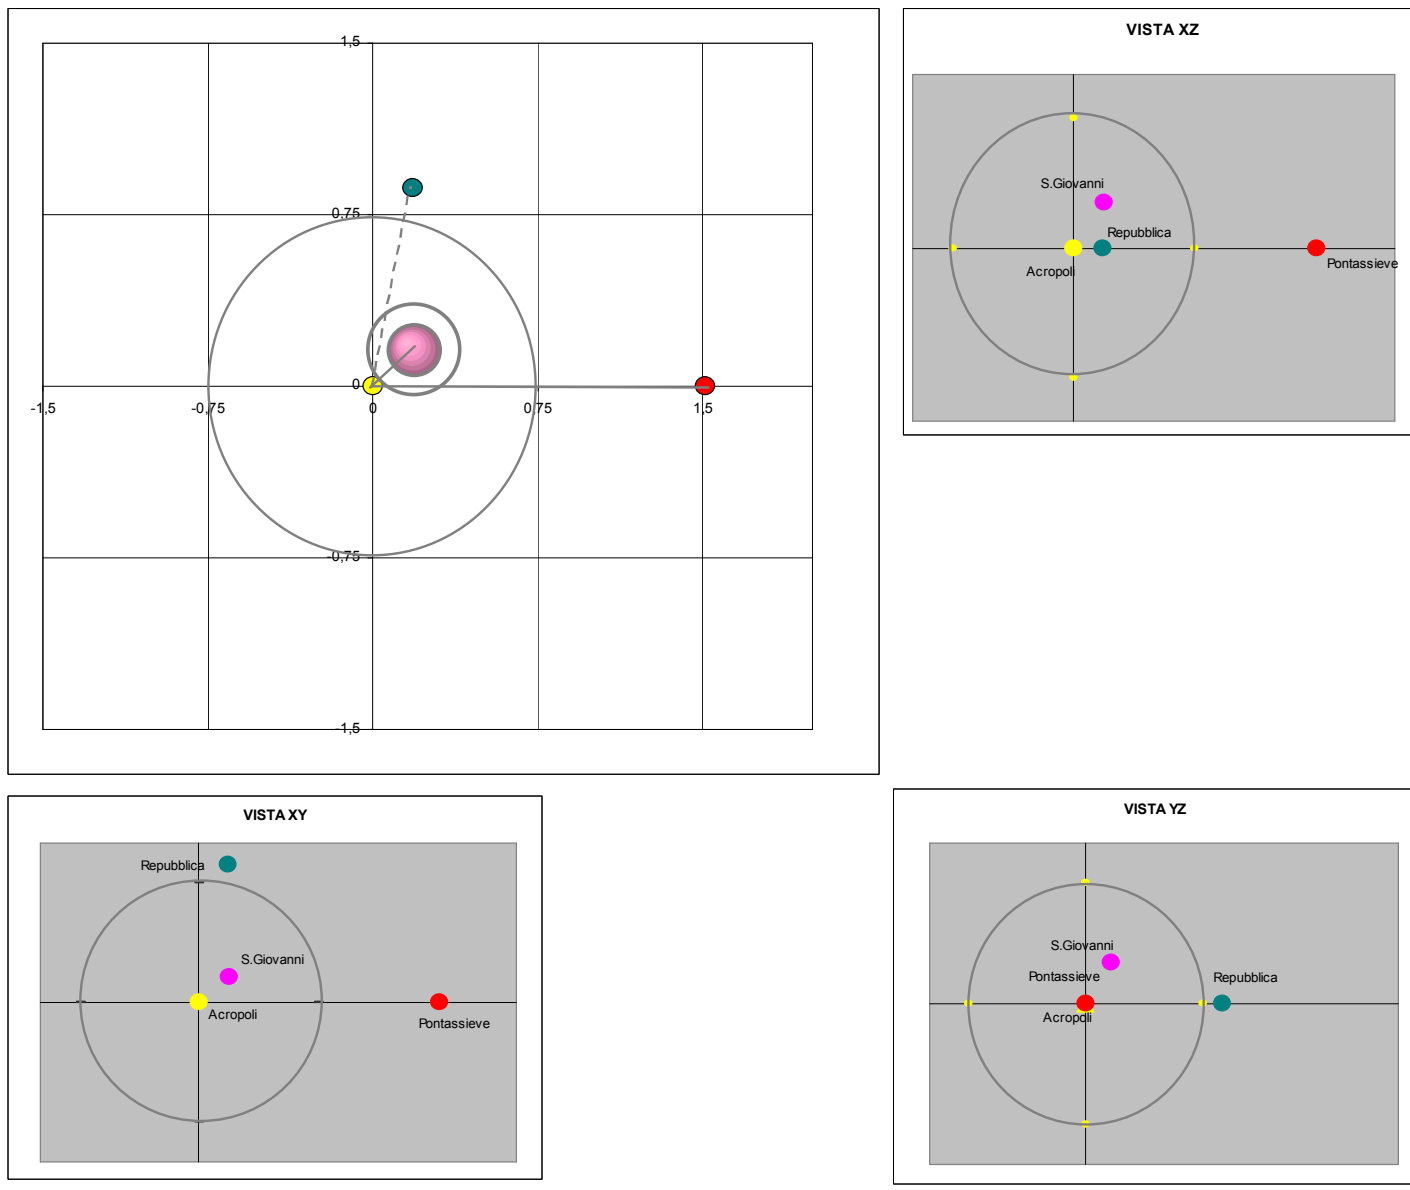 1,5
0,75
0
-1,5
-0,75
0
0,75
1,5
-0,75
-1,5
VISTA XZ
S.Giovanni
Repubblica
Acropoli
Pontassieve
VISTA XY
Repubblica
S.Giovanni
Acropoli
Pontassieve
VISTA YZ
S.Giovanni
Pontassieve
Repubblica
Acropoli